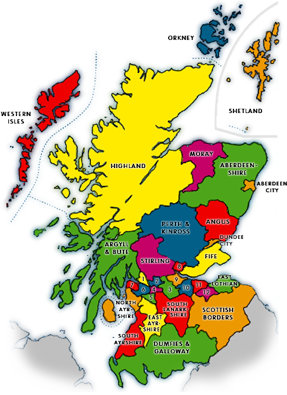 ORKNEY
SHETLAND
WESTERN
ISLES
HIGHLAND
MORAY
ABERDEEN-
SHIRE
ABERDEEN
CITY
PERTH &
KINROSS
ANGUS
DUNDEE
CITY
ARGYLL
& BUTE
STIRLING
FIFE
EAST
LOTHIAN
NORTH
AYR-
SHIRE
SOUTH
LANARK
SHIRE
SCOTTISH
BORDERS
EAST
AYR-
SHIRE
SOUTH
AYRSHIRE
DUMFIES &
GALLOWAY